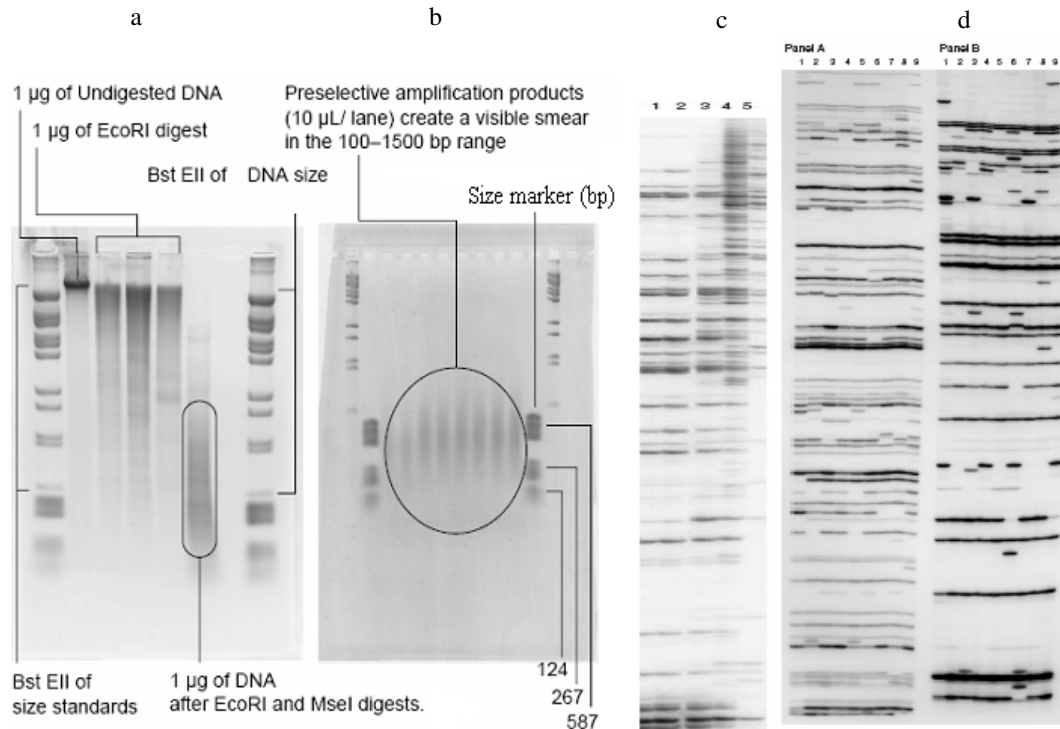 a
b
c
d
1 µg of Undigested DNA
1 µg of EcoRI digest
Bst EII of DNA size
Preselective amplification products
(10 µL/ lane) create a visible smear
in the 100–1500 bp range
Size marker (bp)
1 2 3 4 5
Panel A
1 2 3 4 5 6 7 8 9
Panel B
1 2 3 4 5 6 7 8 9
Bst EII of
size standards
1 µg of DNA
after EcoRI and MseI digests.
124
267
587